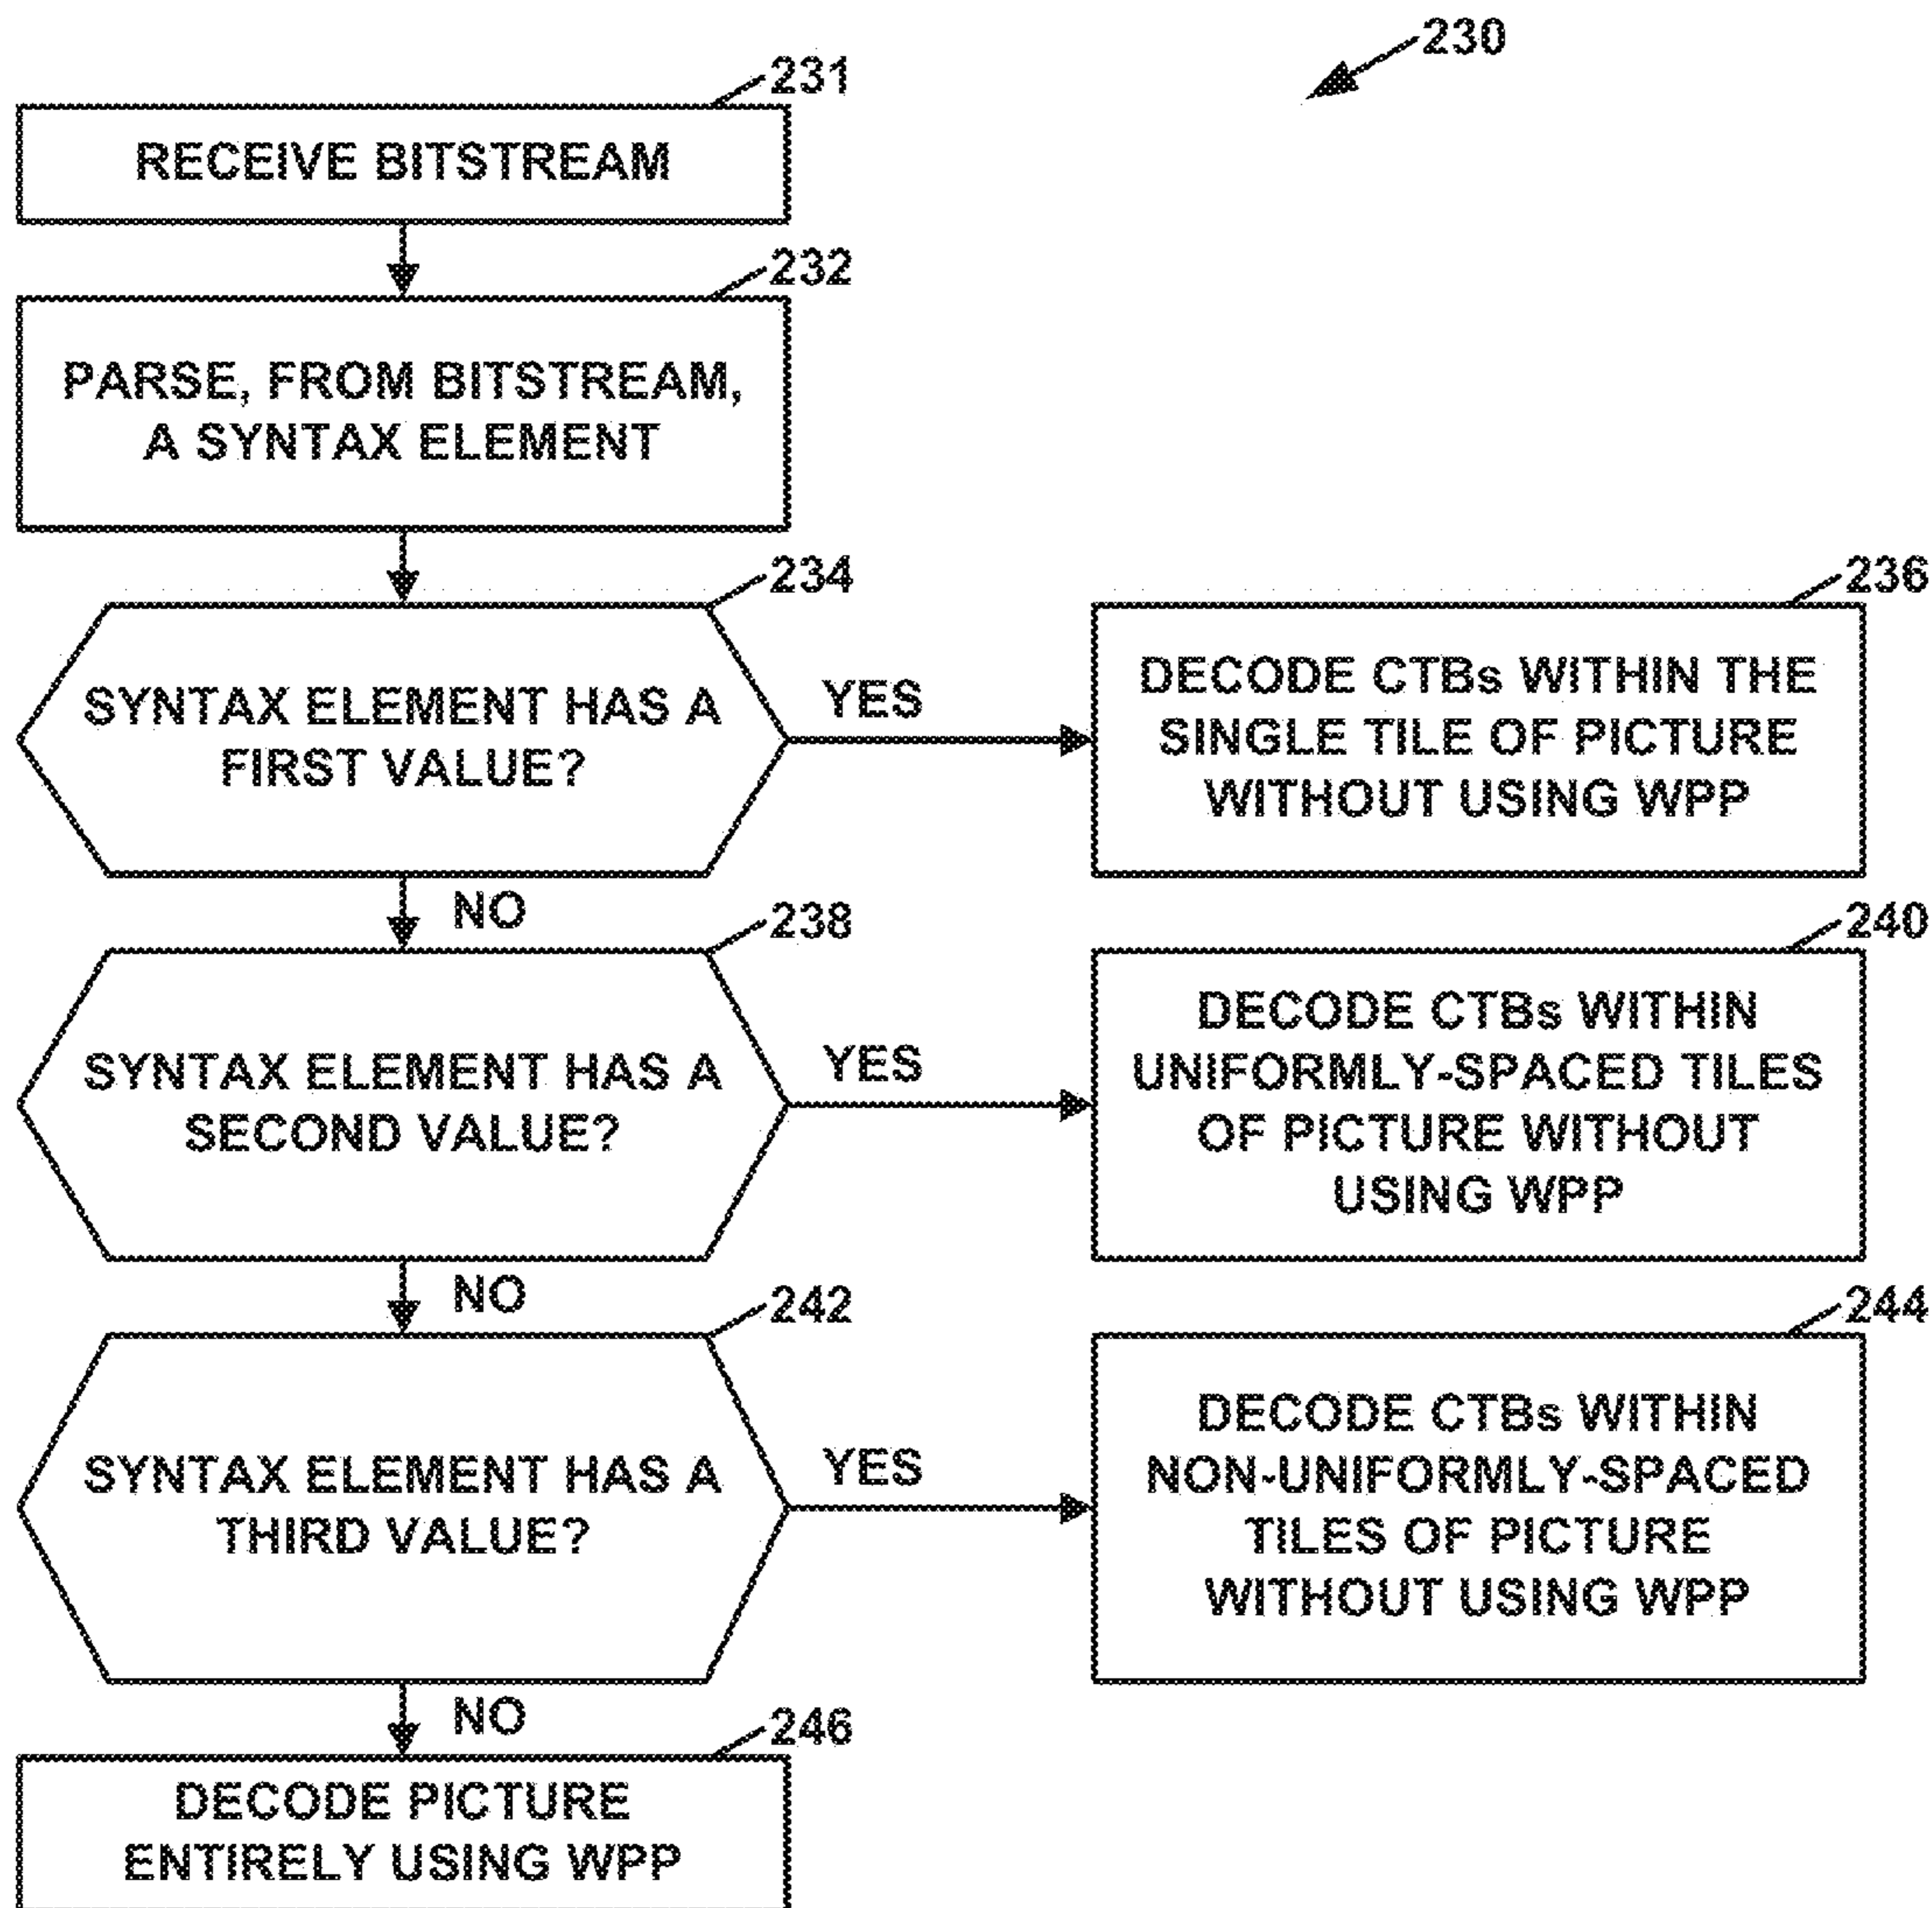 230
231
RECEIVE BITSTREAM
232
PARSE, FROM BITSTREAM,
A SYNTAX ELEMENT
234
SYNTAX ELEMENT HAS A
FIRST VALUE?
YES
236
DECODE CTBs WITHIN THE
SINGLE TILE OF PICTURE
WITHOUT USING WPP
NO
238
SYNTAX ELEMENT HAS A
SECOND VALUE?
YES
240
DECODE CTBs WITHIN
UNIFORMLY-SPACED TILES
OF PICTURE WITHOUT
USING WPP
NO
242
SYNTAX ELEMENT HAS A
THIRD VALUE?
YES
244
DECODE CTBs WITHIN
NON-UNIFORMLY-SPACED
TILES OF PICTURE
WITHOUT USING WPP
NO
246
DECODE PICTURE
ENTIRELY USING WPP